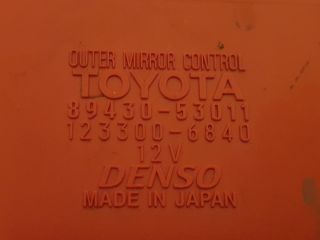 OUTER MIRROR CONTROL
TOYOTA
89430-53011
123300-6840
12V
DENSO
MADE IN JAPAN